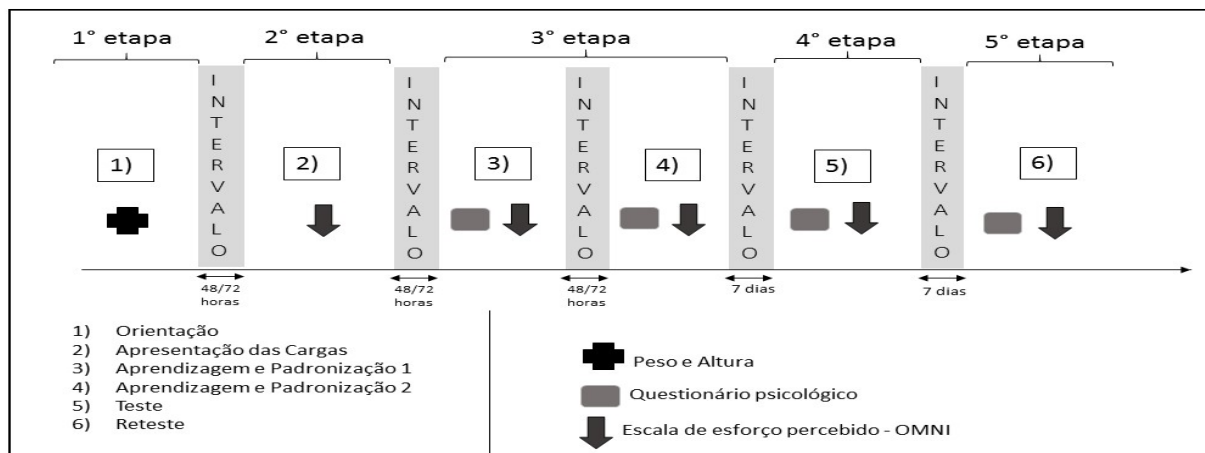 1° etapa
2° etapa
3° etapa
4° etapa
5° etapa
INTERVALO
INTERVALO
INTERVALO
INTERVALO
INTERVALO
1)
2)
3)
4)
5)
6)
48/72
horas
48/72
horas
48/72
horas
7 dias
7 dias
1) Orientação
2) Apresentação das Cargas
3) Aprendizagem e Padronização 1
4) Aprendizagem e Padronização 2
5) Teste
6) Reteste
Peso e Altura
Questionário psicológico
Escala de esforço percebido - OMNI